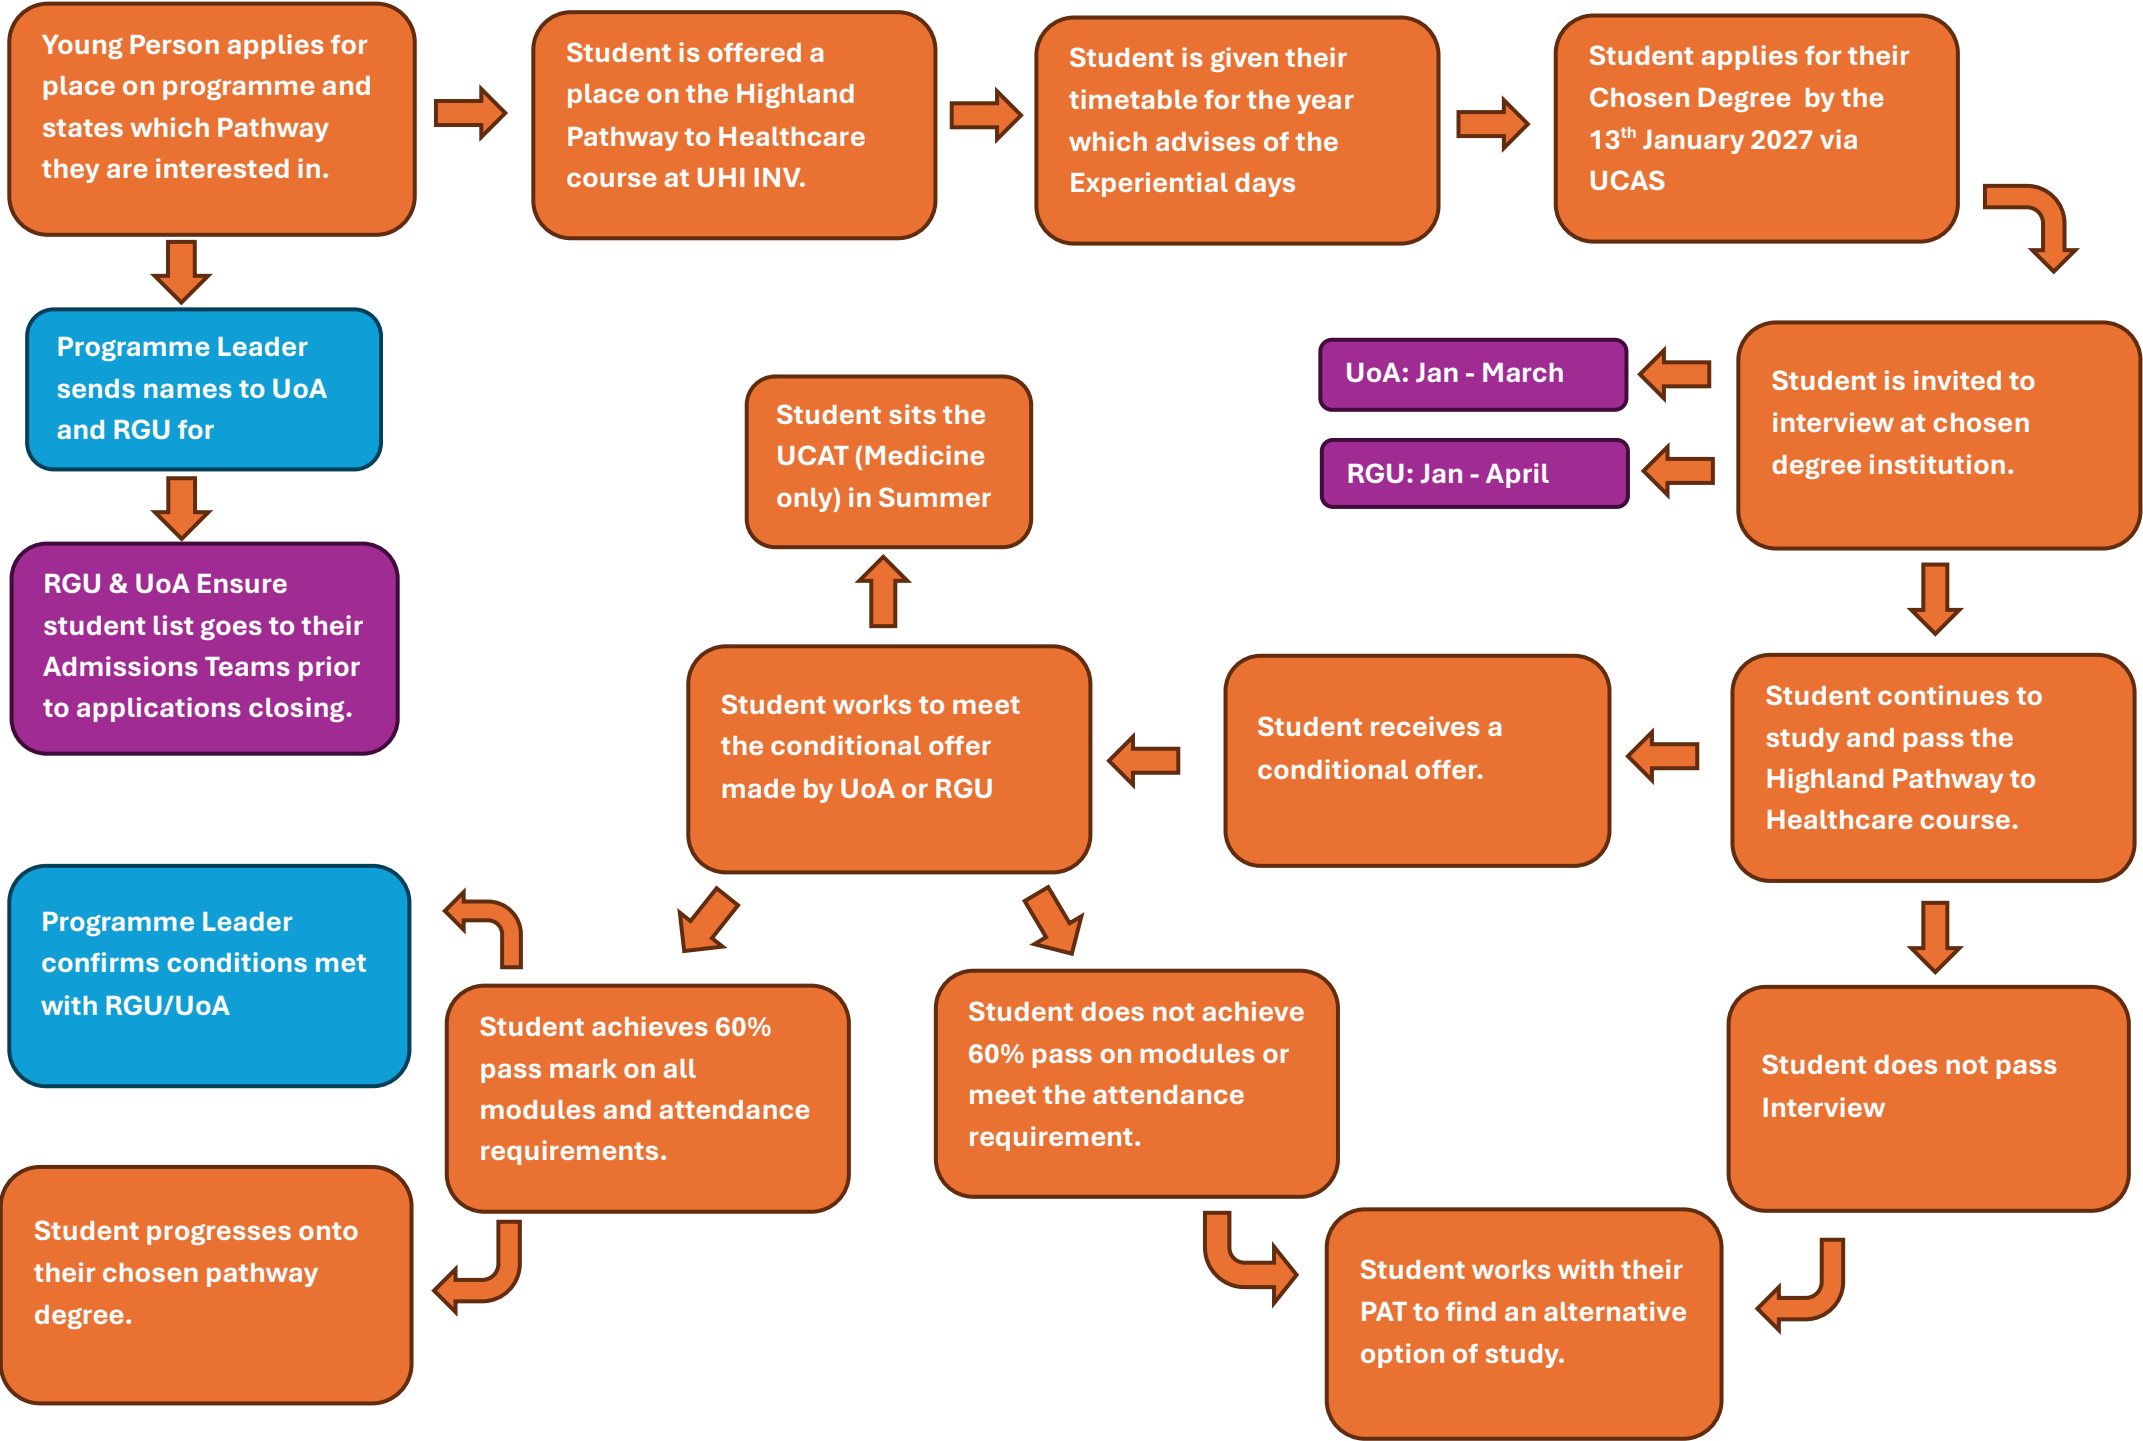 Young Person applies for
place on programme and
states which Pathway
they are interested in.
Student is offered a
place on the Highland
Pathway to Healthcare
course at UHI INV.
Student is given their
timetable for the year
which advises of the
Experiential days
Student applies for their
Chosen Degree by the
13th January 2027 via
UCAS
Programme Leader
sends names to UoA
and RGU for
RGU & UoA Ensure
student list goes to their
Admissions Teams prior
to applications closing.
Student sits the
UCAT (Medicine
only) in Summer
UoA: Jan - March
RGU: Jan - April
Student is invited to
interview at chosen
degree institution.
Student works to meet
the conditional offer
made by UoA or RGU
Student receives a
conditional offer.
Student continues to
study and pass the
Highland Pathway to
Healthcare course.
Programme Leader
confirms conditions met
with RGU/UoA
Student achieves 60%
pass mark on all
modules and attendance
requirements.
Student does not achieve
60% pass on modules or
meet the attendance
requirement.
Student does not pass
Interview
Student progresses onto
their chosen pathway
degree.
Student works with their
PAT to find an alternative
option of study.